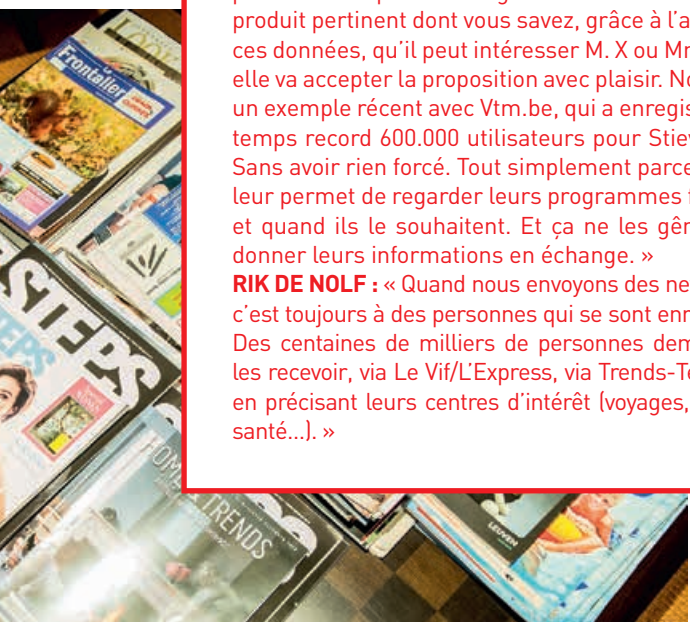 produit pertinent dont vous savez, grâce à l'a
ces données, qu'il peut intéresser M. X ou Mr
elle va accepter la proposition avec plaisir. No
un exemple récent avec Vtm.be, qui a enregis
temps record 600.000 utilisateurs pour Stiev
Sans avoir rien forcé. Tout simplement parce
leur permet de regarder leurs programmes f
et quand ils le souhaitent. Et ça ne les gên
donner leurs informations en échange. »
RIK DE NOLF : « Quand nous envoyons des ne
c'est toujours à des personnes qui se sont enr
Des centaines de milliers de personnes dem
les recevoir, via Le Vif/L'Express, via Trends-Te
en précisant leurs centres d'intérêt (voyages,
santé...). »
LOOK
Frontalier
STEPS
EPS
HOME
TRENDS
LEUVEN